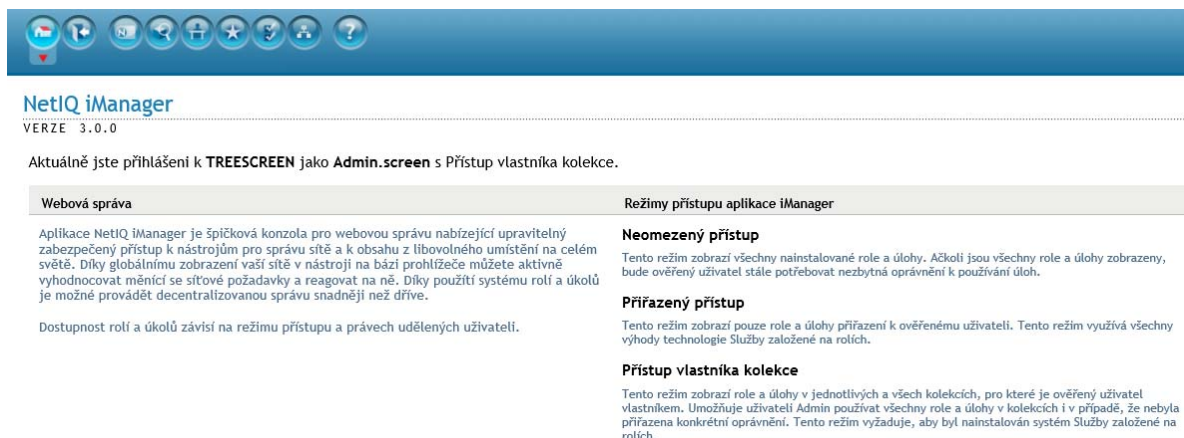 NetIQ iManager
VERZE 3.0.0
Aktuálně jste přihlášeni k TREESCREEN jako Admin.screen s Přístup vlastníka kolekce.
Webová správa
Aplikace NetIQ iManager je špičková konzola pro webovou správu nabízející upravitelný
zabezpečený přístup k nástrojům pro správu sítě a k obsahu z libovolného umístění na celém
světě. Díky globálnímu zobrazení vaší sítě v nástroji na bázi prohlížeče můžete aktivně
vyhodnocovat měnící se síťové požadavky a reagovat na ně. Díky použítí systému rolí a úkolů
je možné provádět decentralizovanou správu snadněji než dříve.
Dostupnost rolí a úkolů závisí na režimu přístupu a právech udělených uživateli.
Režimy přístupu aplikace iManager
Neomezený přístup
Tento režim zobrazí všechny nainstalované role a úlohy. Ačkoli jsou všechny role a úlohy zobrazeny,
bude ověřený uživatel stále potřebovat nezbytná oprávnění k používání úloh.
Přiřazený přístup
Tento režim zobrazí pouze role a úlohy přiřazení k ověřenému uživateli. Tento režim využívá všechny
výhody technologie Služby založené na rolích.
Přístup vlastníka kolekce
Tento režim zobrazí role a úlohy v jednotlivých a všech kolekcích, pro které je ověřený uživatel
vlastníkem. Umožňuje uživateli Admin používat všechny role a úlohy v kolekcích i v případě, že nebyla
přiřazena konkrétní oprávnění. Tento režim vyžaduje, aby byl nainstalován systém Služby založené na
rolích.